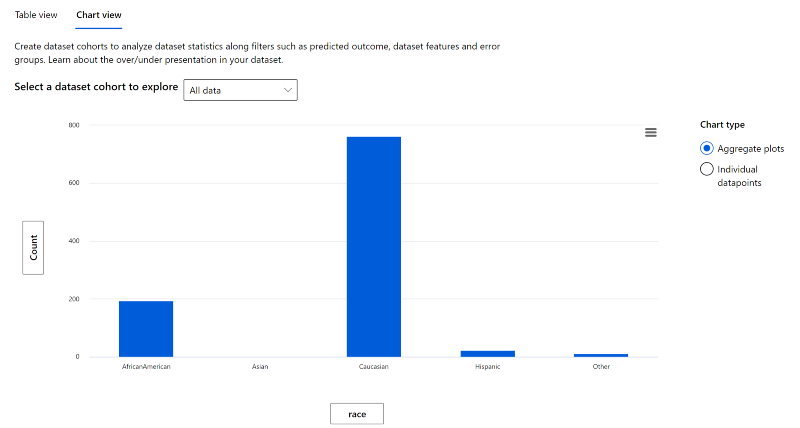 Table view
Chart view
Create dataset cohorts to analyze dataset statistics along filters such as predicted outcome, dataset features and error
groups. Learn about the over/under presentation in your dataset.
Select a dataset cohort to explore
All data
800
600
400
200
0
Count
AfricanAmerican
Asian
Caucasian
Hispanic
Other
race
Chart type
Aggregate plots
Individual
datapoints